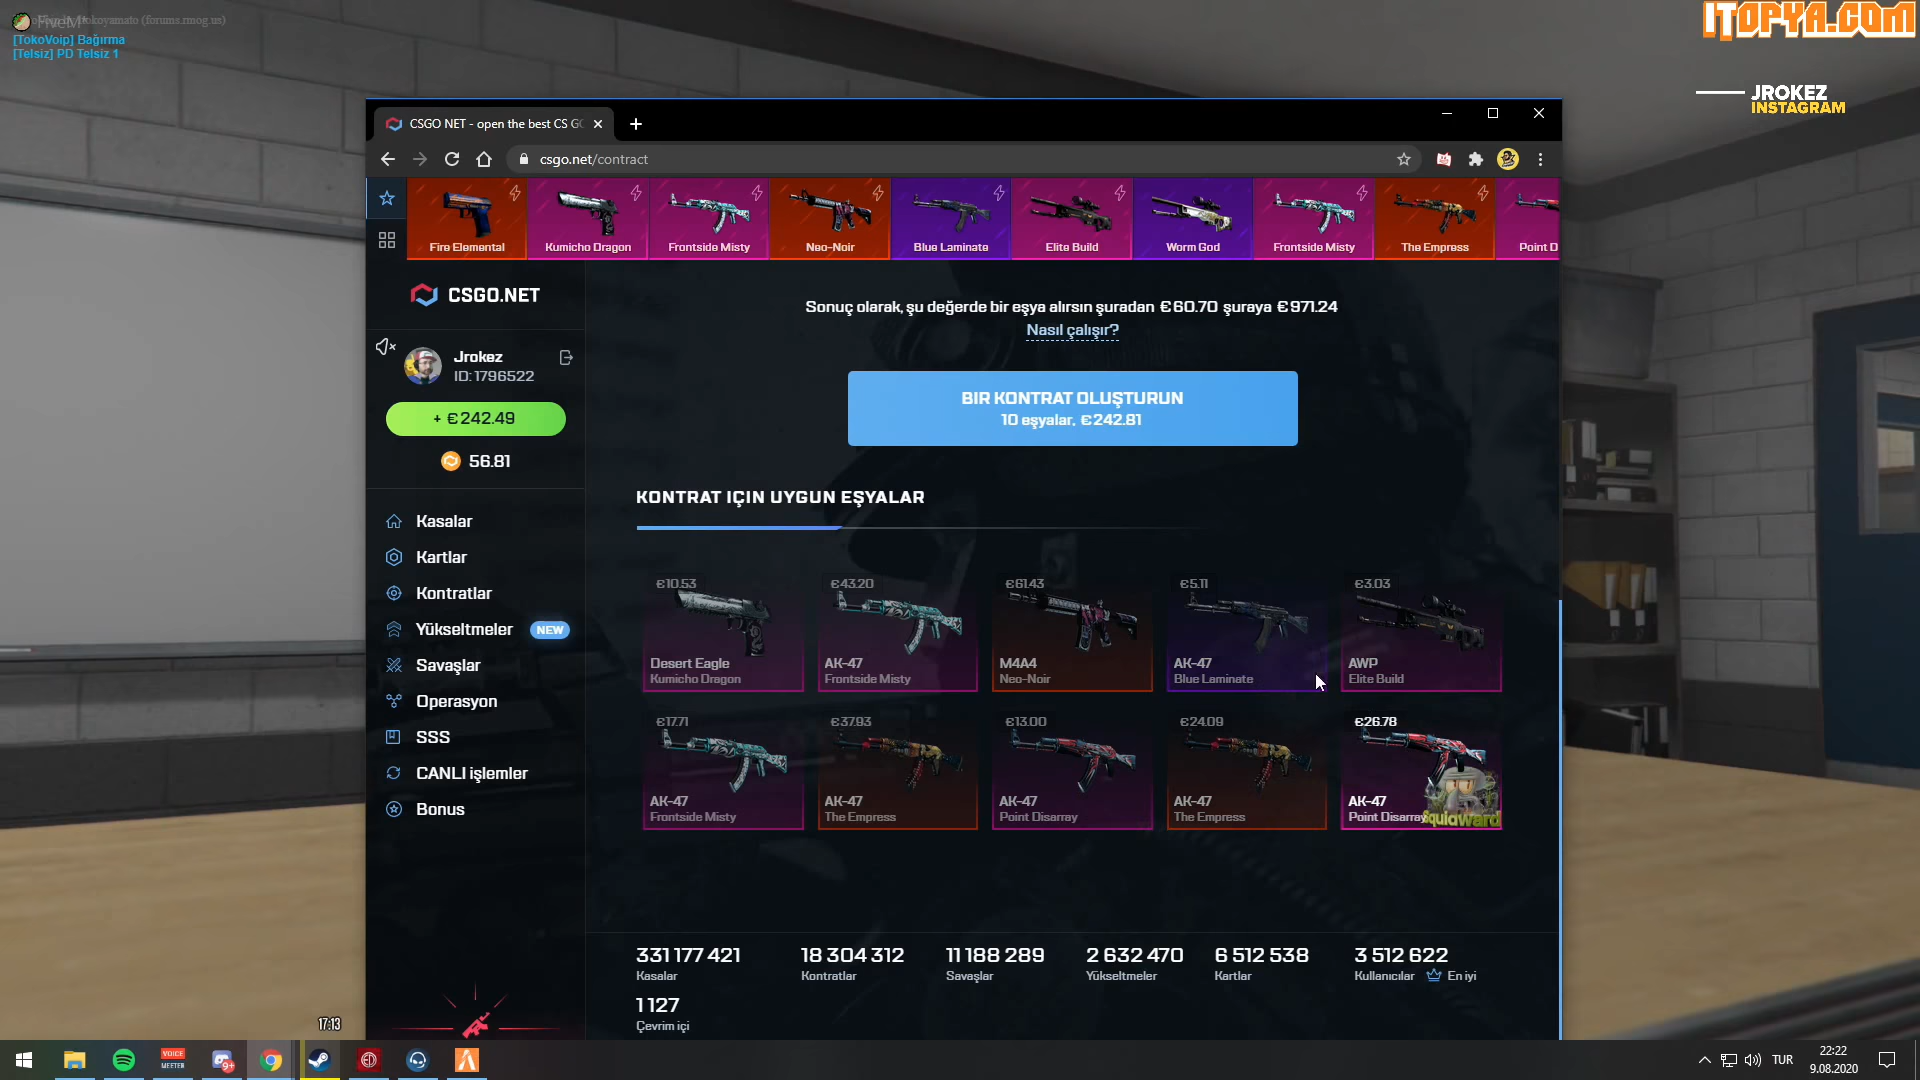 FiveM
[TokoVoip] Bağırma
[Telsiz] PD Telsiz 1
ITOPYA.COM
JROKEZ
INSTAGRAM
CSGO NET - open the best CS GO
csgo.net/contract
Fire Elemental
Kumicho Dragon
Frontside Misty
Neo-Noir
Blue Laminate
Elite Build
Worm God
Frontside Misty
The Empress
Point D
CSGO.NET
Jrokez
ID: 1796522
+ €242.49
56.81
Kasalar
Kartlar
Kontratlar
Yükseltmeler NEW
Savaşlar
Operasyon
SSS
CANLI işlemler
Bonus
Sonuç olarak, şu değerde bir eşya alırsın şuradan €60.70 şuraya €971.24
Nasıl çalışır?
BIR KONTRAT OLUŞTURUN
10 eşyalar, €242.81
KONTRAT IÇIN UYGUN EŞYALAR
€10.53
Desert Eagle
Kumicho Dragon
€43.20
AK-47
Frontside Misty
€61.43
M4A4
Neo-Noir
€5.11
AK-47
Blue Laminate
€3.03
AWP
Elite Build
€17.71
AK-47
Frontside Misty
€37.93
AK-47
The Empress
€13.00
AK-47
Point Disarray
€24.09
AK-47
The Empress
€26.78
AK-47
Point Disarray
Squidward
331 177 421
Kasalar
18 304 312
Kontratlar
11 188 289
Savaşlar
2 632 470
Yükseltmeler
6 512 538
Kartlar
3 512 622
Kullanıcılar En iyi
1 127
Çevrim içi
17:13
VOICE
MEETER
9+
TUR
22:22
9.08.2020